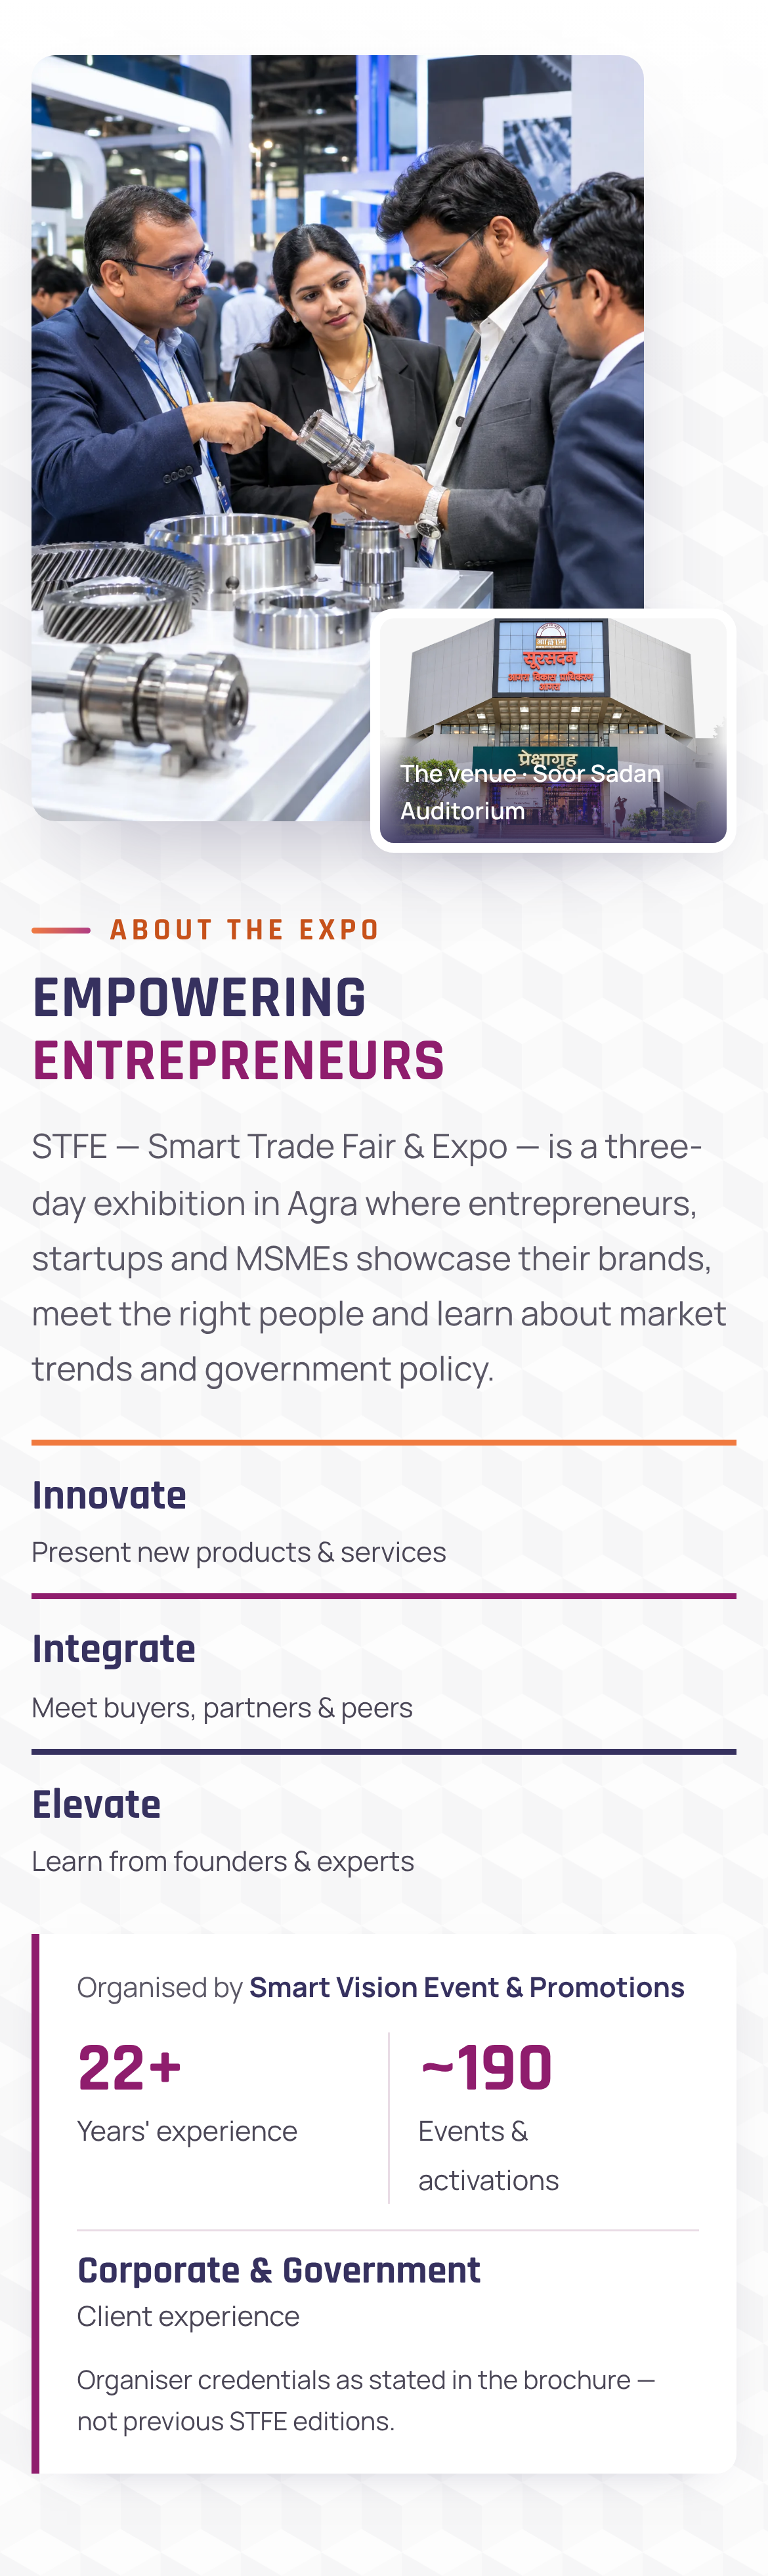 सूरसदन
आगरा विकास प्राधिकरण
आगरा
प्रेक्षागृह
The venue · Soor Sadan
Auditorium
ABOUT THE EXPO
EMPOWERING
ENTREPRENEURS
STFE — Smart Trade Fair & Expo — is a three-
day exhibition in Agra where entrepreneurs,
startups and MSMEs showcase their brands,
meet the right people and learn about market
trends and government policy.
Innovate
Present new products & services
Integrate
Meet buyers, partners & peers
Elevate
Learn from founders & experts
Organised by Smart Vision Event & Promotions
22+
Years' experience
~190
Events &
activations
Corporate & Government
Client experience
Organiser credentials as stated in the brochure —
not previous STFE editions.